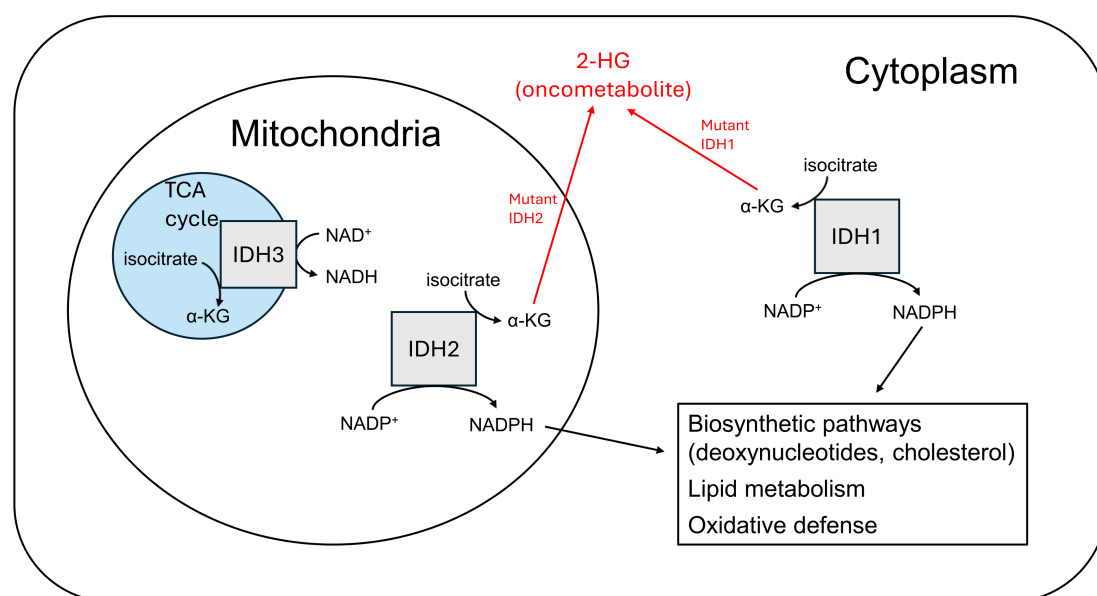 2-HG
(oncometabolite)
Cytoplasm
Mitochondria
Mutant
IDH1
isocitrate
α-KG
IDH1
NADP⁺
NADPH
TCA
cycle
isocitrate
α-KG
IDH3
NAD⁺
NADH
Mutant
IDH2
isocitrate
α-KG
IDH2
NADP⁺
NADPH
Biosynthetic pathways
(deoxynucleotides, cholesterol)
Lipid metabolism
Oxidative defense